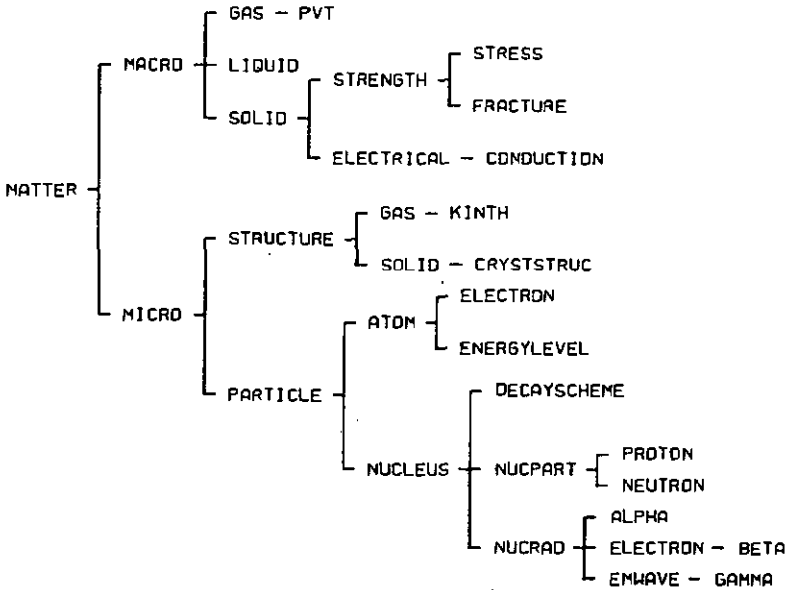 GAS — PVT
STRESS
MACRO LIQUID
STRENGTH
FRACTURE
SOLID
ELECTRICAL — CONDUCTION
MATTER
GAS — KINTH
STRUCTURE
SOLID — CRYSTSTRUC
ELECTRON
MICRO
ATOM
ENERGYLEVEL
DECAYSCHEME
PARTICLE
PROTON
NUCLEUS NUCPART
NEUTRON
ALPHA
NUCRAD ELECTRON — BETA
EMWAVE — GAMMA